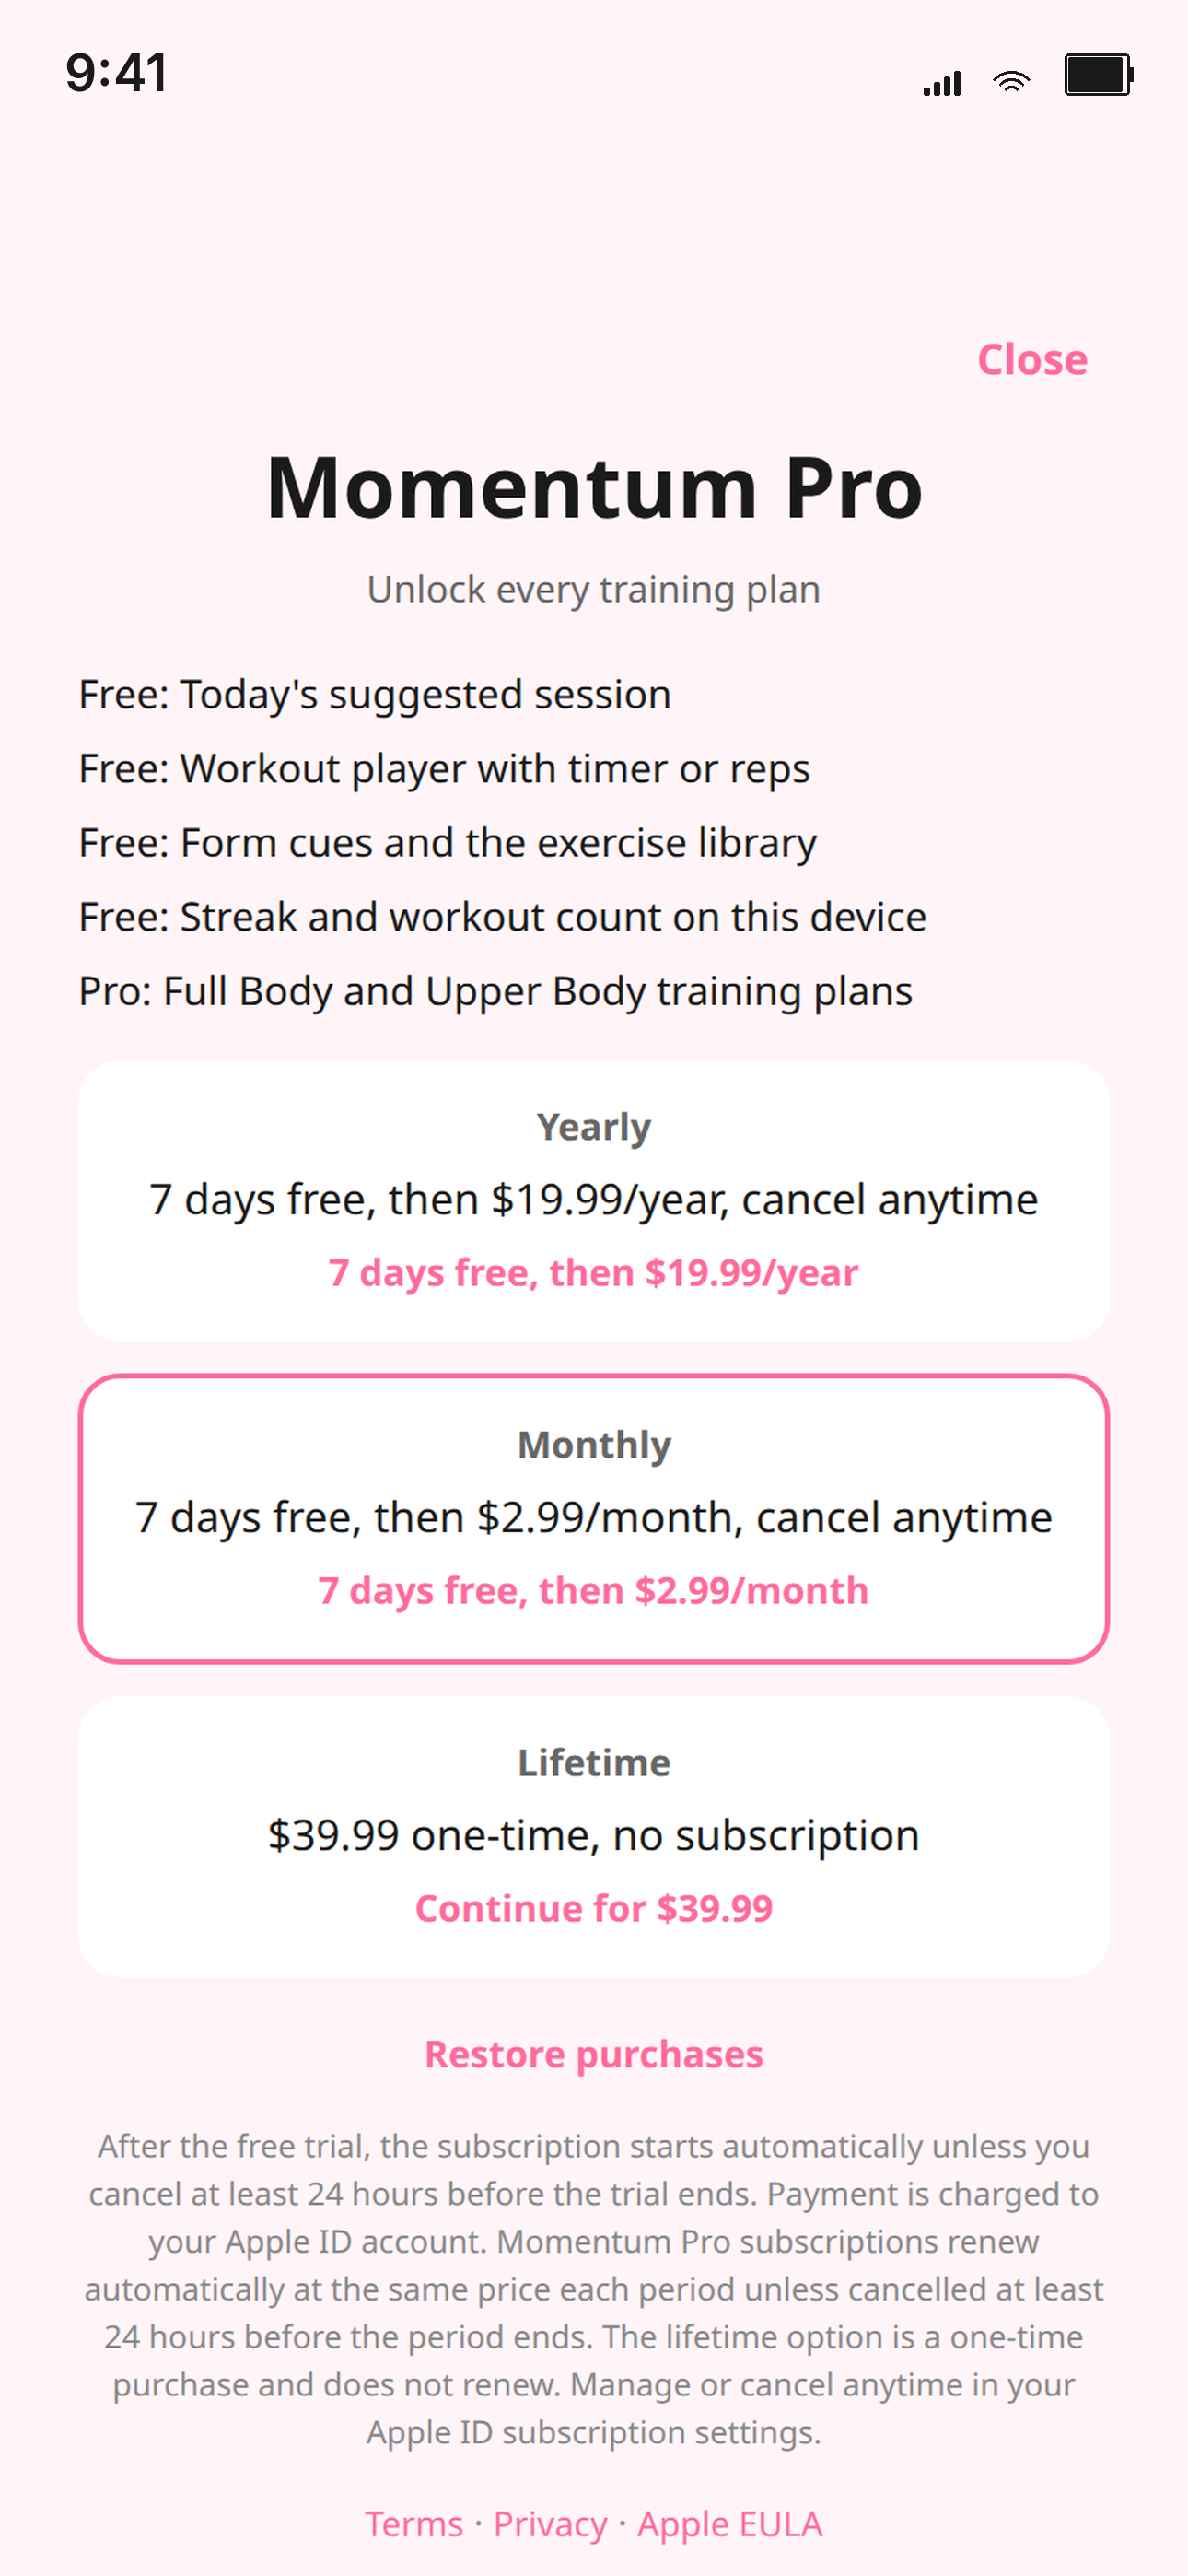 9:41
Close
Momentum Pro
Unlock every training plan
Free: Today's suggested session
Free: Workout player with timer or reps
Free: Form cues and the exercise library
Free: Streak and workout count on this device
Pro: Full Body and Upper Body training plans
Yearly
7 days free, then $19.99/year, cancel anytime
7 days free, then $19.99/year
Monthly
7 days free, then $2.99/month, cancel anytime
7 days free, then $2.99/month
Lifetime
$39.99 one-time, no subscription
Continue for $39.99
Restore purchases
After the free trial, the subscription starts automatically unless you
cancel at least 24 hours before the trial ends. Payment is charged to
your Apple ID account. Momentum Pro subscriptions renew
automatically at the same price each period unless cancelled at least
24 hours before the period ends. The lifetime option is a one-time
purchase and does not renew. Manage or cancel anytime in your
Apple ID subscription settings.
Terms · Privacy · Apple EULA